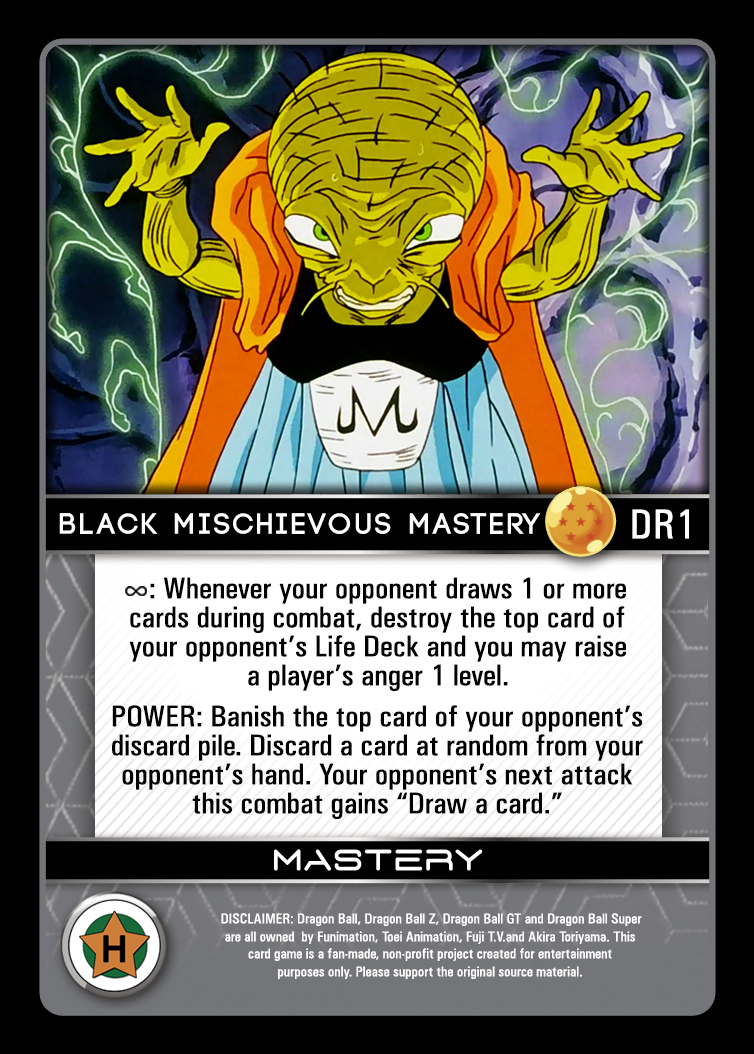 M
BLACK MISCHIEVOUS MASTERY DR1
∞: Whenever your opponent draws 1 or more
cards during combat, destroy the top card of
your opponent's Life Deck and you may raise
a player's anger 1 level.
POWER: Banish the top card of your opponent's
discard pile. Discard a card at random from your
opponent's hand. Your opponent's next attack
this combat gains “Draw a card.”
MASTERY
H
DISCLAIMER: Dragon Ball, Dragon Ball Z, Dragon Ball GT and Dragon Ball Super
are all owned by Funimation, Toei Animation, Fuji T.V.and Akira Toriyama. This
card game is a fan-made, non-profit project created for entertainment
purposes only. Please support the original source material.